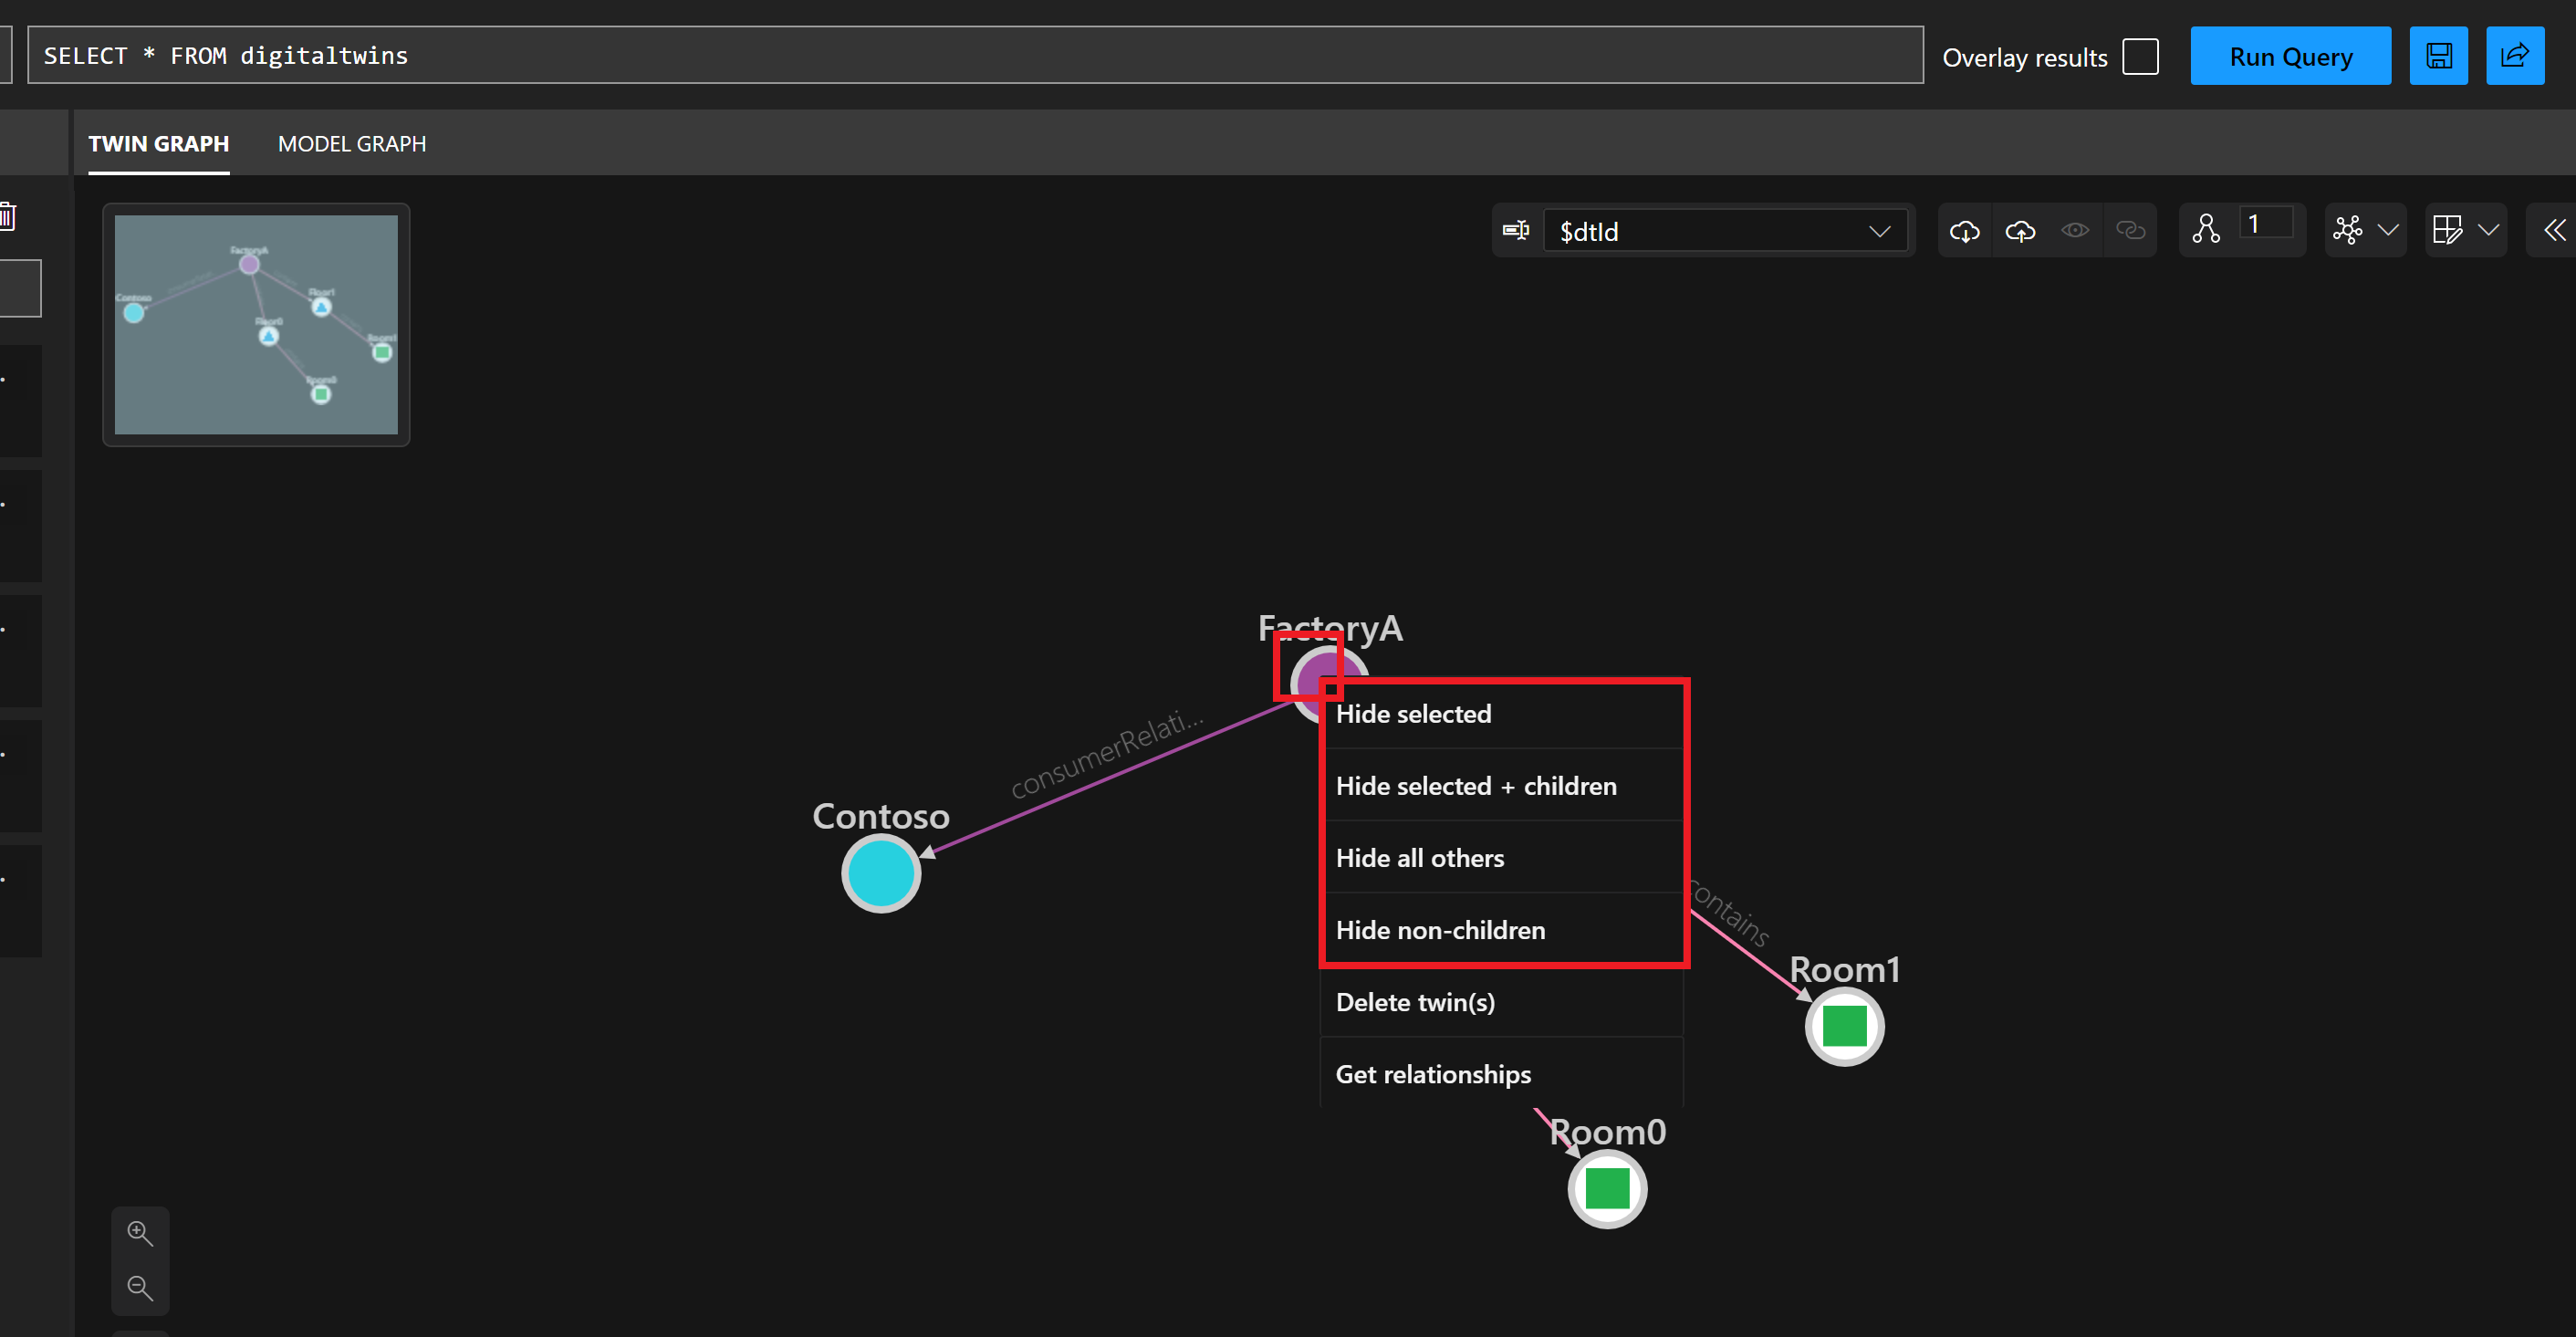 SELECT * FROM digitaltwins
Overlay results
Run Query
TWIN GRAPH
MODEL GRAPH
$dtId
1
FactoryA
Contoso
Floor1
Floor0
Room1
Room0
FactoryA
consumerRelati...
Contoso
Hide selected
Hide selected + children
Hide all others
Hide non-children
Delete twin(s)
Get relationships
contains
Room1
Room0